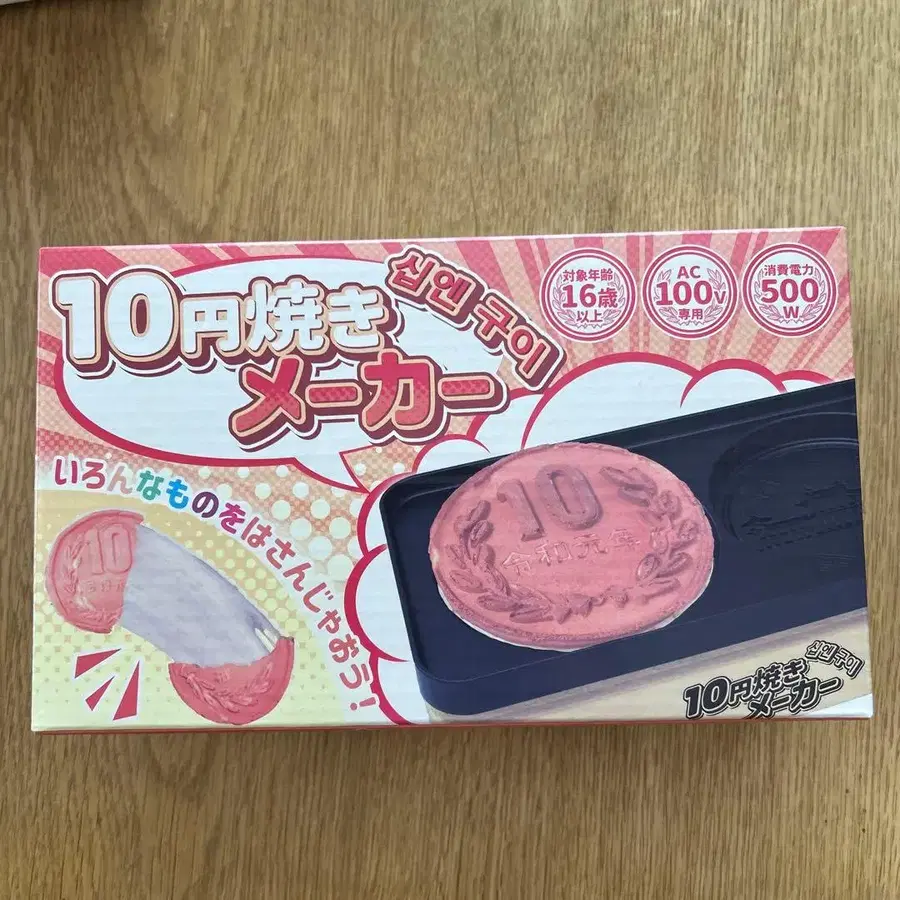 10円焼き
メーカー
십엔 구이
対象年齢
16歳
以上
AC
100V
専用
消費電力
500
W
いろんなものをはさんじゃおう!
10
10
令和元年
10円焼き
メーカー
십엔 구이